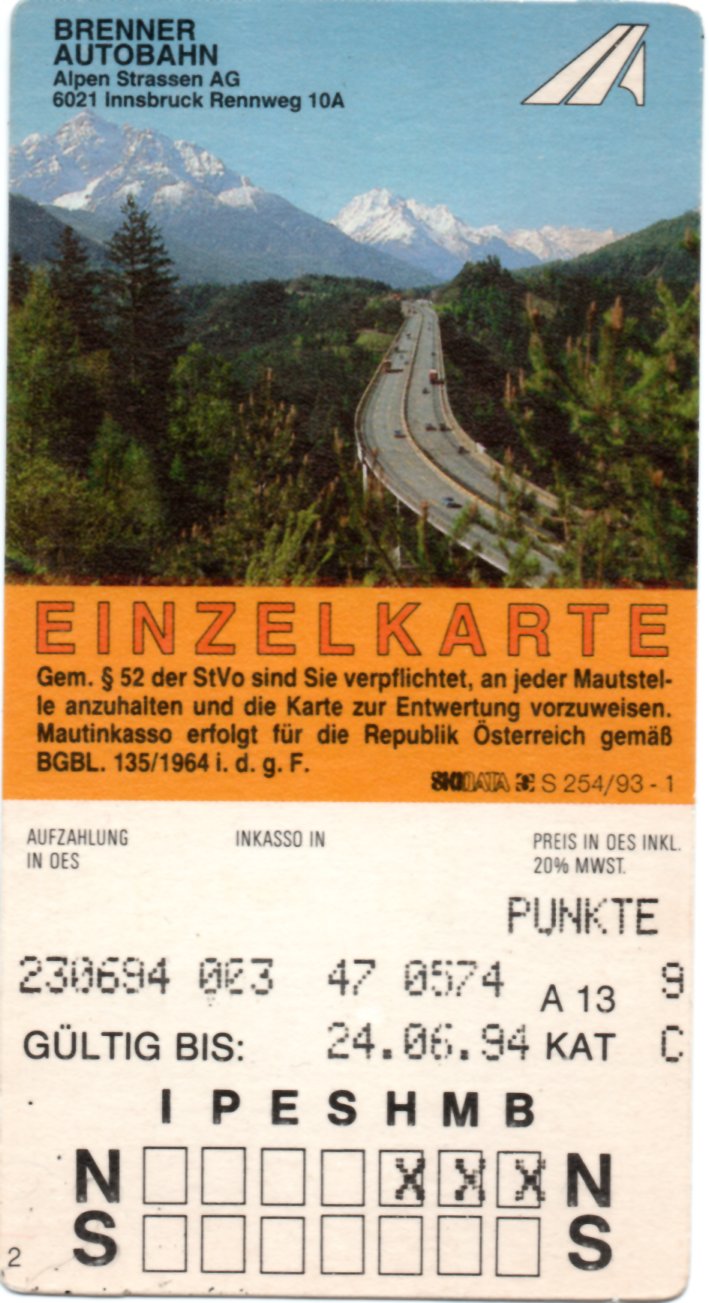 BRENNER
AUTOBAHN
Alpen Strassen AG
6021 Innsbruck Rennweg 10A
EINZELKARTE
Gem. § 52 der StVo sind Sie verpflichtet, an jeder Mautstel-
le anzuhalten und die Karte zur Entwertung vorzuweisen.
Mautinkasso erfolgt für die Republik Österreich gemäß
BGBL. 135/1964 i. d. g. F.
SKIDATA S 254/93 - 1
AUFZAHLUNG INKASSO IN PREIS IN OES INKL.
IN OES 20% MWST.
PUNKTE
230694 003 47 0574 A 13 9
GÜLTIG BIS: 24.06.94 KAT C
I P E S H M B
N X X X N
S S
2